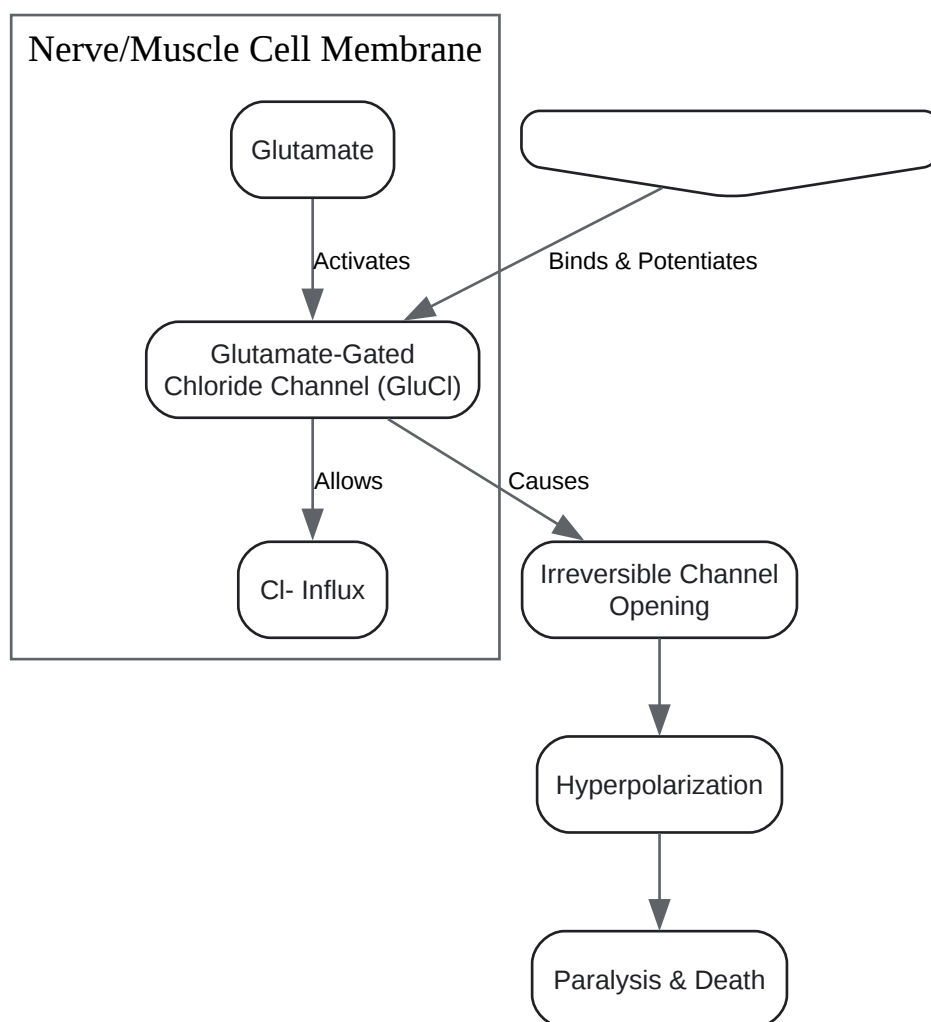 Nerve/Muscle Cell Membrane
Glutamate
Activates
Binds & Potentiates
Glutamate-Gated
Chloride Channel (GluCl)
Allows
Causes
Cl- Influx
Irreversible Channel
Opening
Hyperpolarization
Paralysis & Death